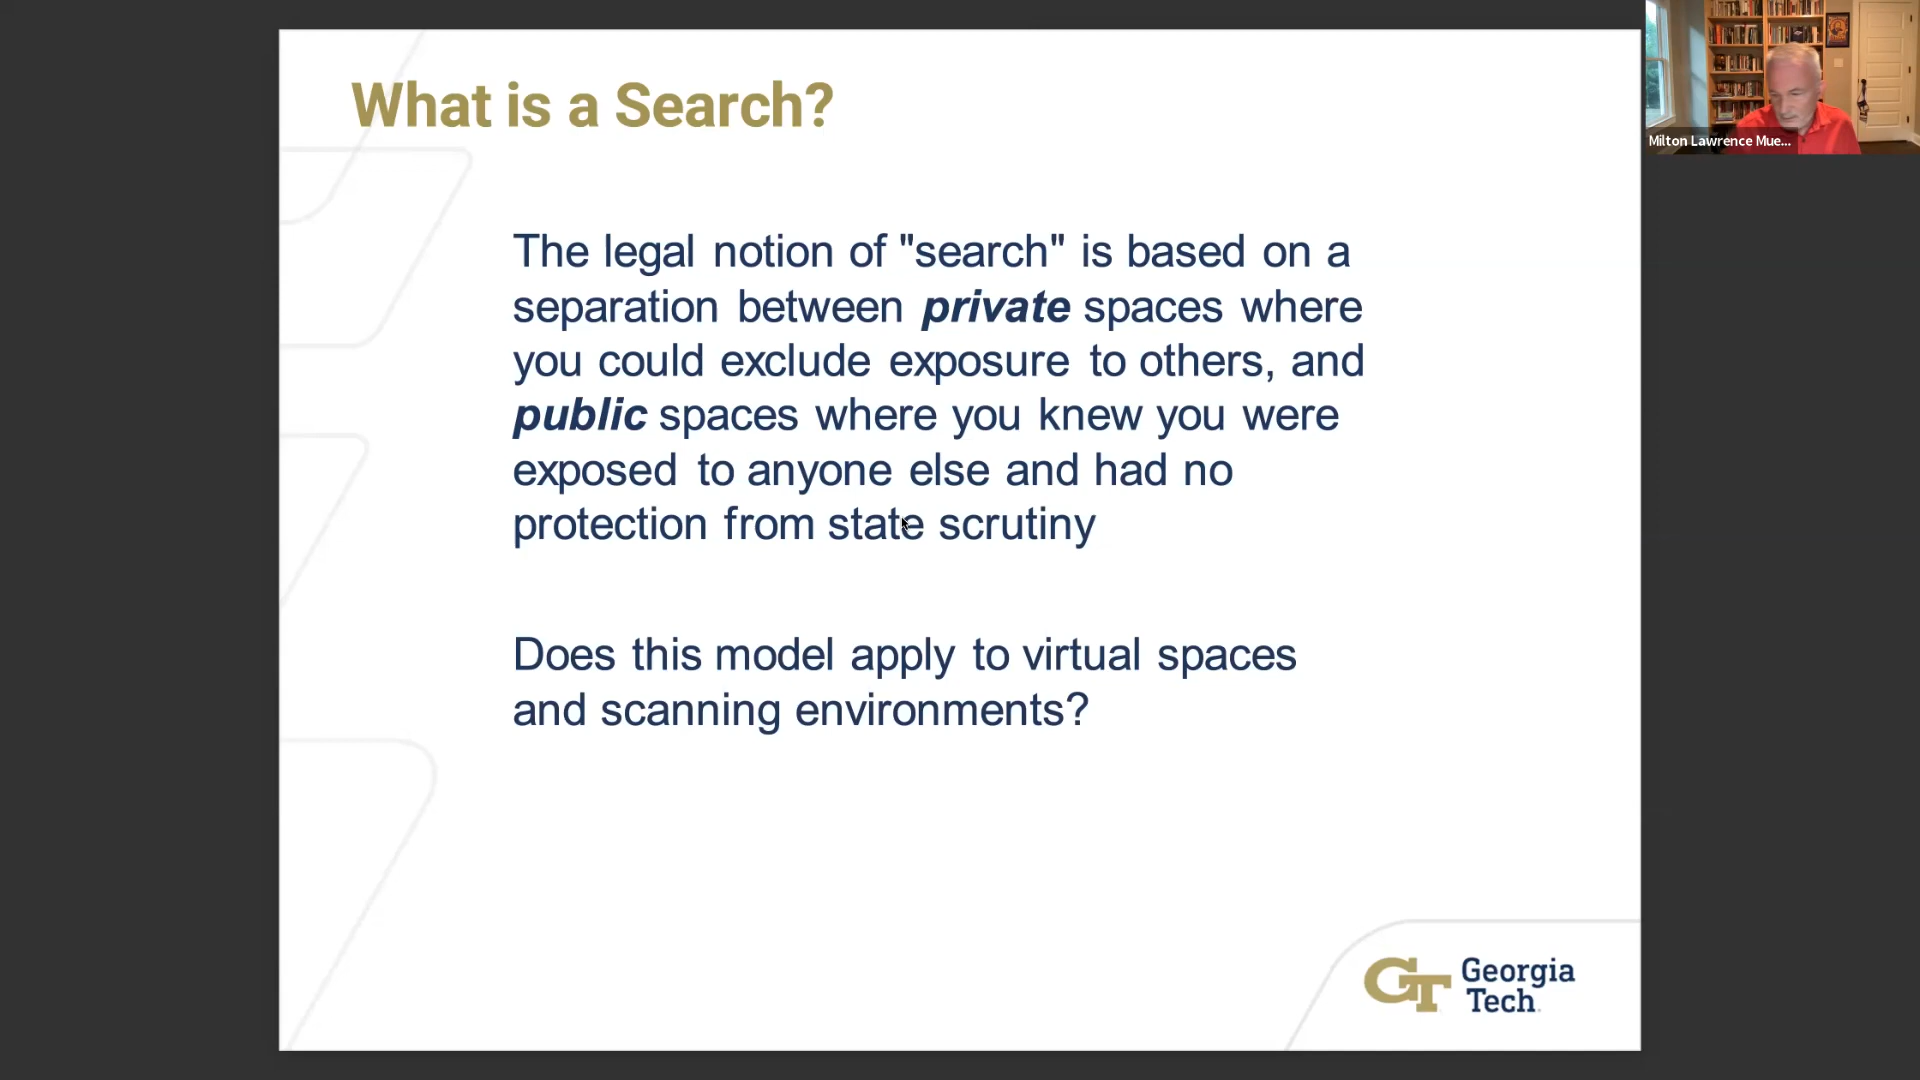 What is a Search?
Milton Lawrence Mue...
The legal notion of "search" is based on a
separation between private spaces where
you could exclude exposure to others, and
public spaces where you knew you were
exposed to anyone else and had no
protection from state scrutiny
Does this model apply to virtual spaces
and scanning environments?
GT
Georgia
Tech